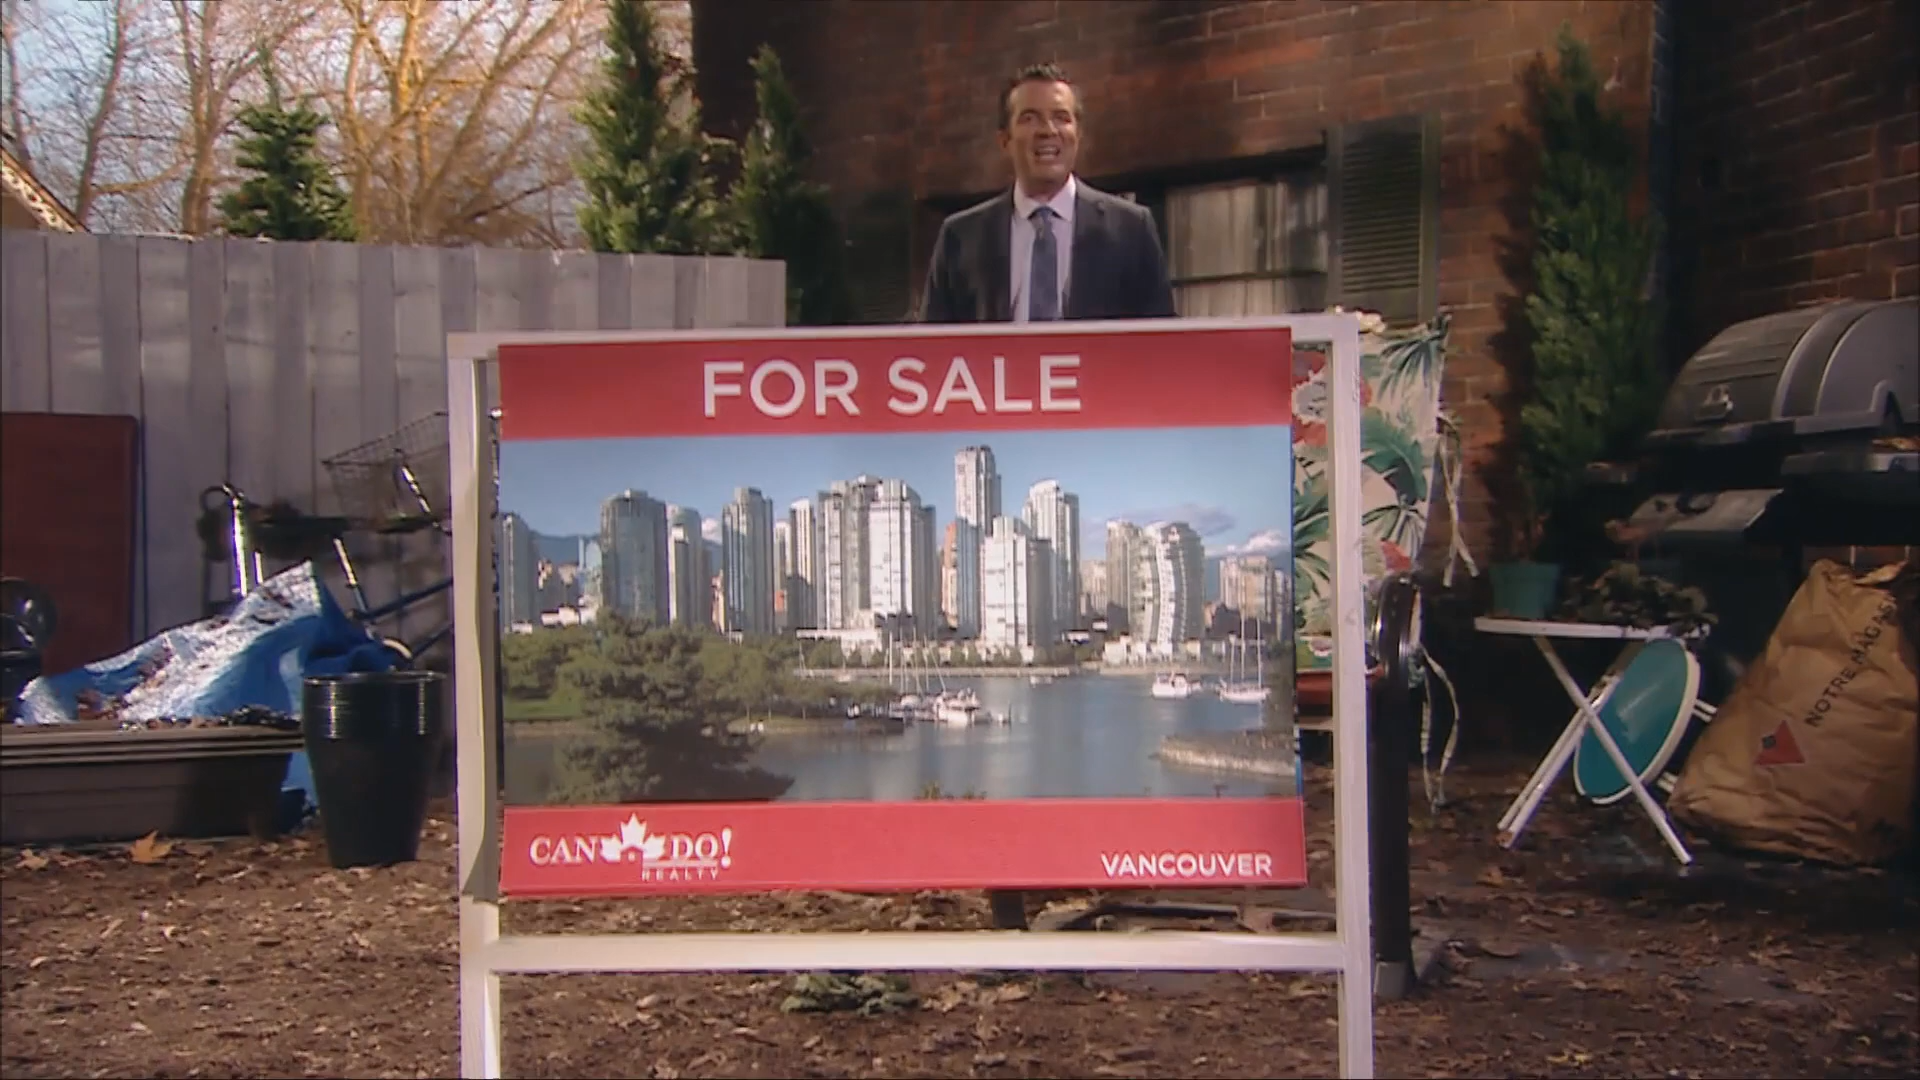 FOR SALE
CAN DO!
REALTY
VANCOUVER
NOTRE MAGAS